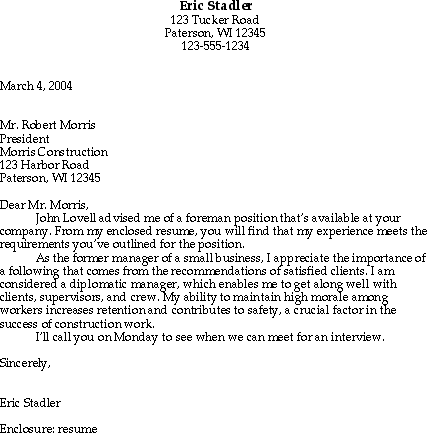 Eric Stadler
123 Tucker Road
Paterson, WI 12345
123-555-1234
March 4, 2004
Mr. Robert Morris
President
Morris Construction
123 Harbor Road
Paterson, WI 12345
Dear Mr. Morris,
John Lovell advised me of a foreman position that's available at your
company. From my enclosed resume, you will find that my experience meets the
requirements you've outlined for the position.
As the former manager of a small business, I appreciate the importance of
a following that comes from the recommendations of satisfied clients. I am
considered a diplomatic manager, which enables me to get along well with
clients, supervisors, and crew. My ability to maintain high morale among
workers increases retention and contributes to safety, a crucial factor in the
success of construction work.
I'll call you on Monday to see when we can meet for an interview.
Sincerely,
Eric Stadler
Enclosure: resume